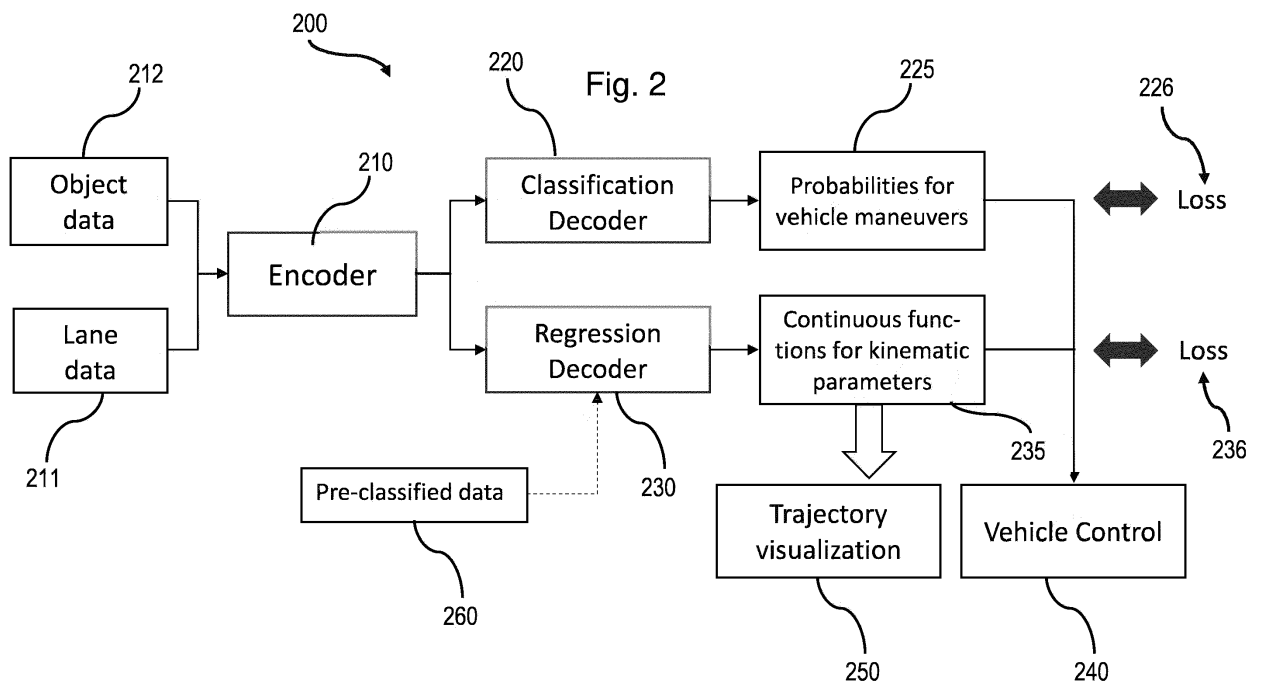 200
212
220
Fig. 2
225
226
210
Object
data
Classification
Decoder
Probabilities for
vehicle maneuvers
Loss
Encoder
Lane
data
Regression
Decoder
Continuous func-
tions for kinematic
parameters
Loss
211
230
235
236
Pre-classified data
Trajectory
visualization
Vehicle Control
260
250
240